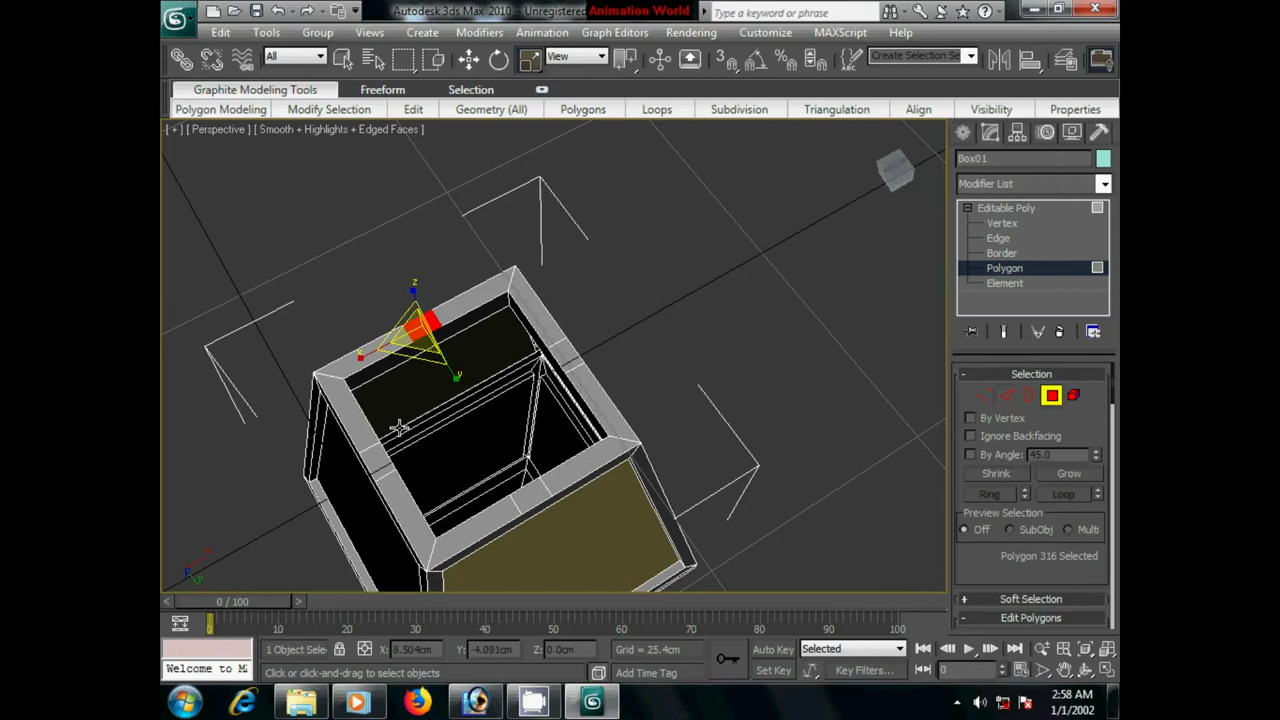 Autodesk 3ds Max 2010 - Unregistered
Animation World
Type a keyword or phrase
Edit Tools Group Views Create Modifiers Animation Graph Editors Rendering Customize MAXScript Help
All View Create Selection Se
Graphite Modeling Tools Freeform Selection
Polygon Modeling Modify Selection Edit Geometry (All) Polygons Loops Subdivision Triangulation Align Visibility Properties
[ + ] [ Perspective ] [ Smooth + Highlights + Edged Faces ]
Box01
Modifier List
Editable Poly
Vertex
Edge
Border
Polygon
Element
z
x
y
- Selection
By Vertex
Ignore Backfacing
By Angle: 45.0
Shrink Grow
Ring Loop
Preview Selection
Off SubObj Multi
Polygon 316 Selected
+ Soft Selection
- Edit Polygons
< 0 / 100 >
0 10 20 30 40 50 60 70 80 90 100
1 Object Sele X: 8.504cm Y: -4.091cm Z: 0.0cm Grid = 25.4cm Auto Key Selected
Welcome to M Click or click-and-drag to select objects Add Time Tag Set Key Key Filters... 0
2:58 AM
1/1/2002